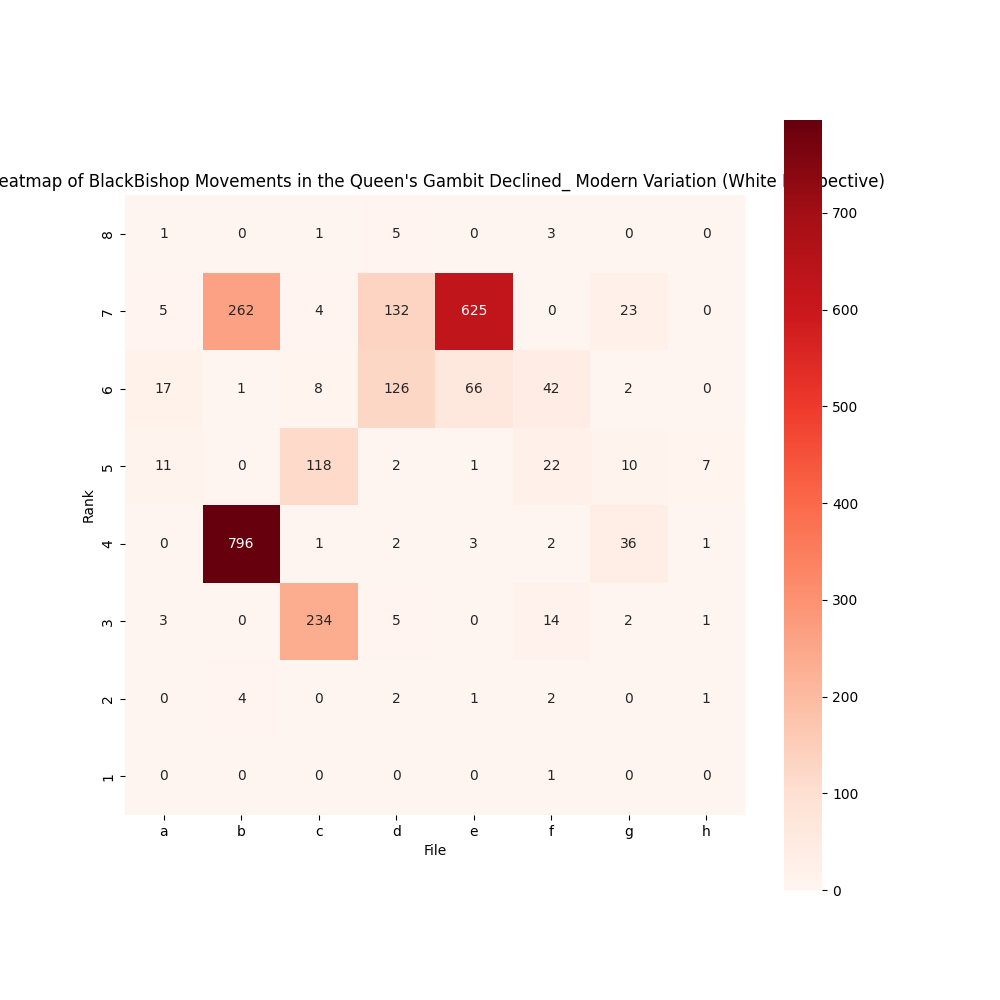 eatmap of BlackBishop Movements in the Queen's Gambit Declined_ Modern Variation (White Perspective)
8 1 0 1 5 0 3 0 0
7 5 262 4 132 625 0 23 0
6 17 1 8 126 66 42 2 0
5 11 0 118 2 1 22 10 7
4 0 796 1 2 3 2 36 1
3 3 0 234 5 0 14 2 1
2 0 4 0 2 1 2 0 1
1 0 0 0 0 0 1 0 0
a b c d e f g h
File
Rank
700
600
500
400
300
200
100
0